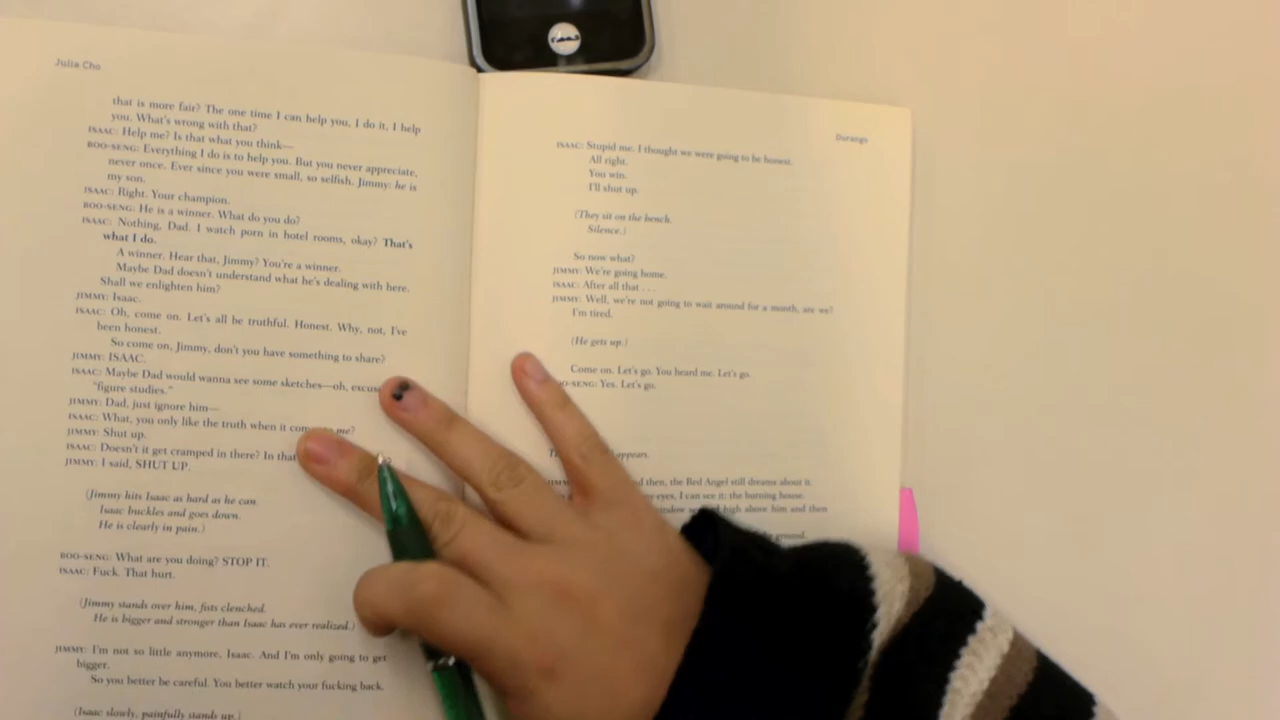 Julia Cho
that is more fair? The one time I can help you, I do it, I help
you. What's wrong with that?
ISAAC: Help me? Is that what you think—
BOO-SENG: Everything I do is to help you. But you never appreciate,
never once. Ever since you were small, so selfish. Jimmy: he is
my son.
ISAAC: Right. Your champion.
BOO-SENG: He is a winner. What do you do?
ISAAC: Nothing, Dad. I watch porn in hotel rooms, okay? That's
what I do.
A winner. Hear that, Jimmy? You're a winner.
Maybe Dad doesn't understand what he's dealing with here.
Shall we enlighten him?
JIMMY: Isaac.
ISAAC: Oh, come on. Let's all be truthful. Honest. Why, not, I've
been honest.
So come on, Jimmy, don't you have something to share?
JIMMY: ISAAC.
ISAAC: Maybe Dad would wanna see some sketches—oh, excus
"figure studies."
JIMMY: Dad, just ignore him—
ISAAC: What, you only like the truth when it com me?
JIMMY: Shut up.
ISAAC: Doesn't it get cramped in there? In that
JIMMY: I said, SHUT UP.
(Jimmy hits Isaac as hard as he can.
Isaac buckles and goes down.
He is clearly in pain.)
BOO-SENG: What are you doing? STOP IT.
ISAAC: Fuck. That hurt.
(Jimmy stands over him, fists clenched.
He is bigger and stronger than Isaac has ever realized.)
JIMMY: I'm not so little anymore, Isaac. And I'm only going to get
bigger.
So you better be careful. You better watch your fucking back.
(Isaac slowly, painfully stands up.)
Durango
ISAAC: Stupid me. I thought we were going to be honest.
All right.
You win.
I'll shut up.
(They sit on the bench.
Silence.)
So now what?
JIMMY: We're going home.
ISAAC: After all that . . .
JIMMY: Well, we're not going to wait around for a month, are we?
I'm tired.
(He gets up.)
Come on. Let's go. You heard me. Let's go.
OO-SENG: Yes. Let's go.
appears.
d then, the Red Angel still dreams about it.
my eyes, I can see it: the burning house.
high above him and then
ground.